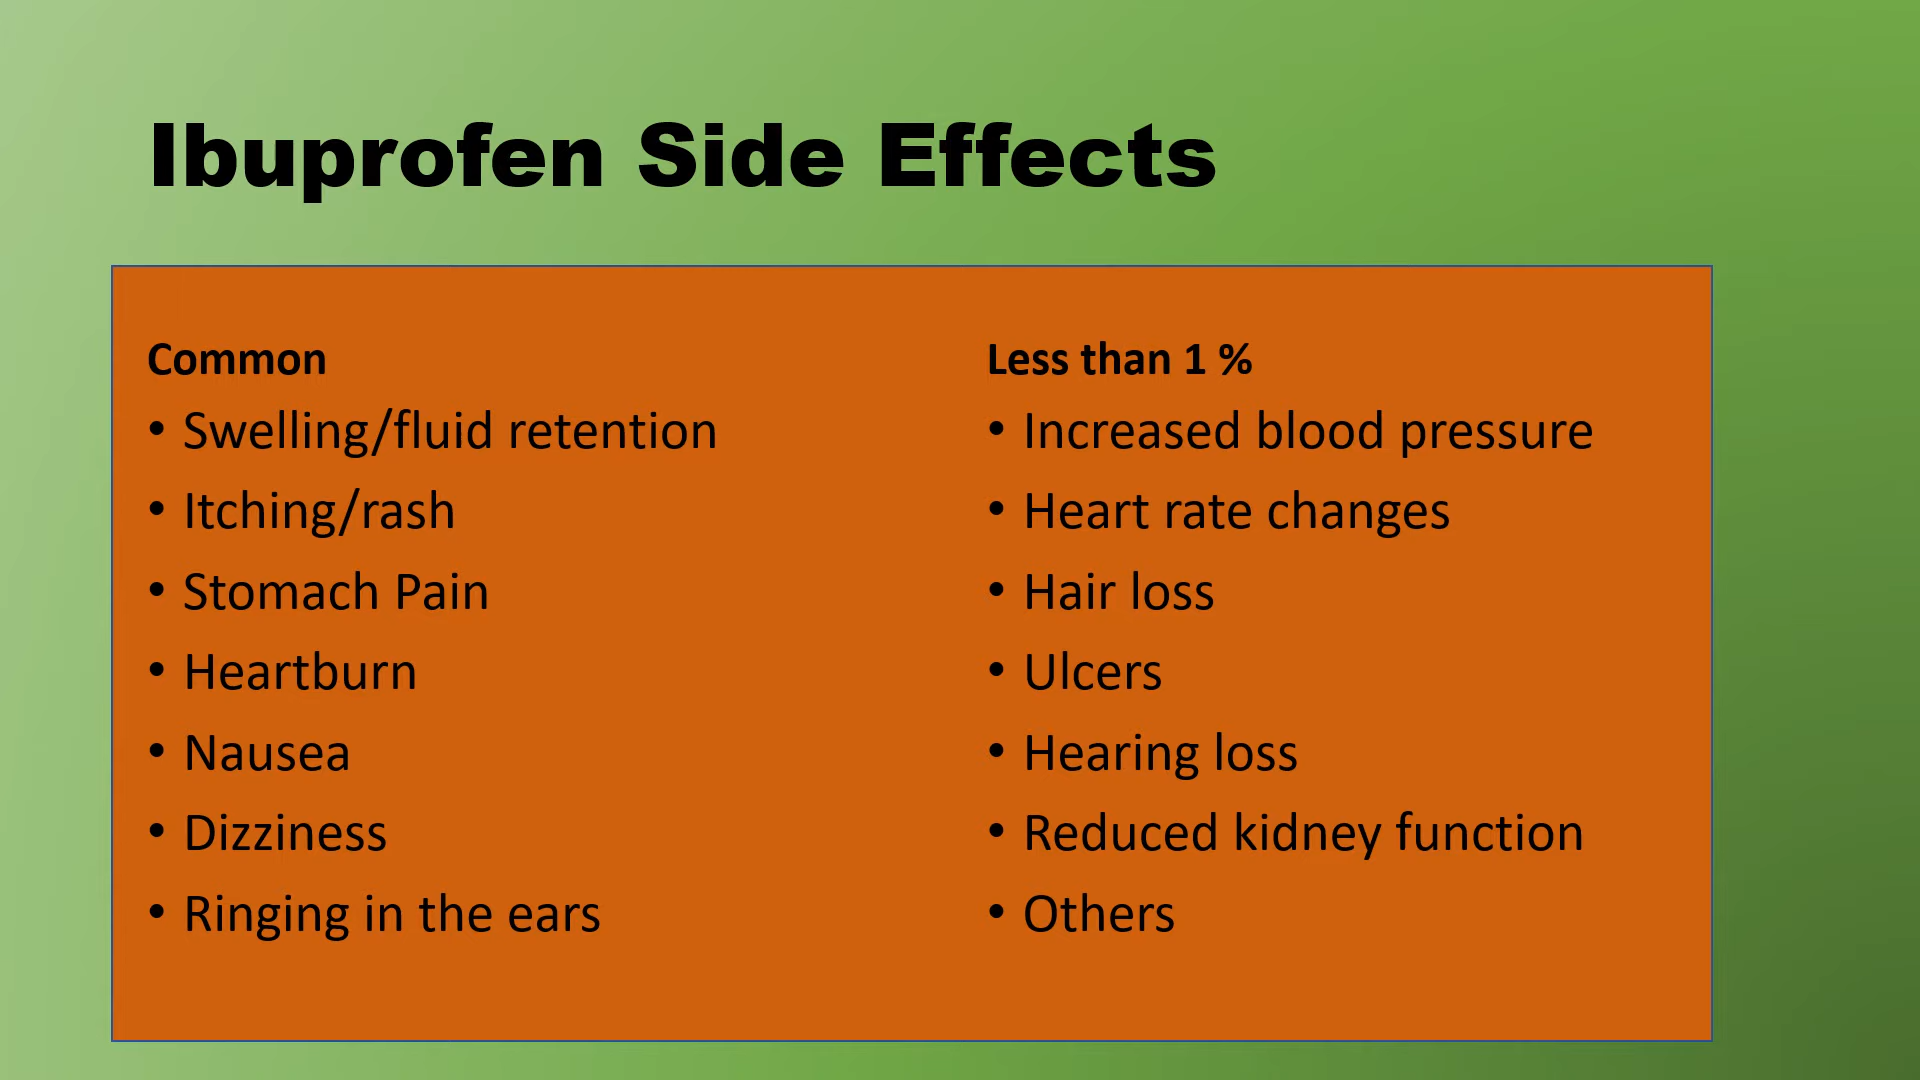 Ibuprofen Side Effects
Common
• Swelling/fluid retention
• Itching/rash
• Stomach Pain
• Heartburn
• Nausea
• Dizziness
• Ringing in the ears
Less than 1 %
• Increased blood pressure
• Heart rate changes
• Hair loss
• Ulcers
• Hearing loss
• Reduced kidney function
• Others